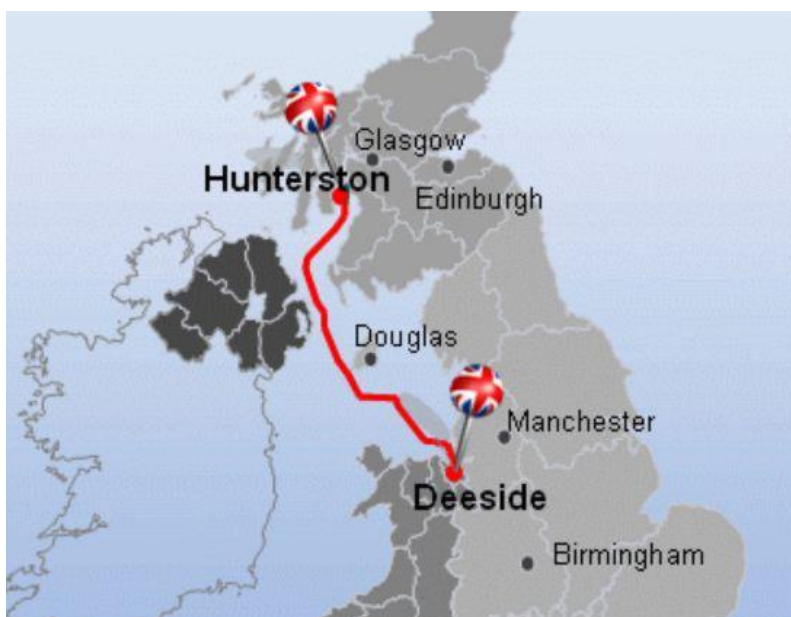 Glasgow
Hunterston
Edinburgh
Douglas
Manchester
Deeside
Birmingham